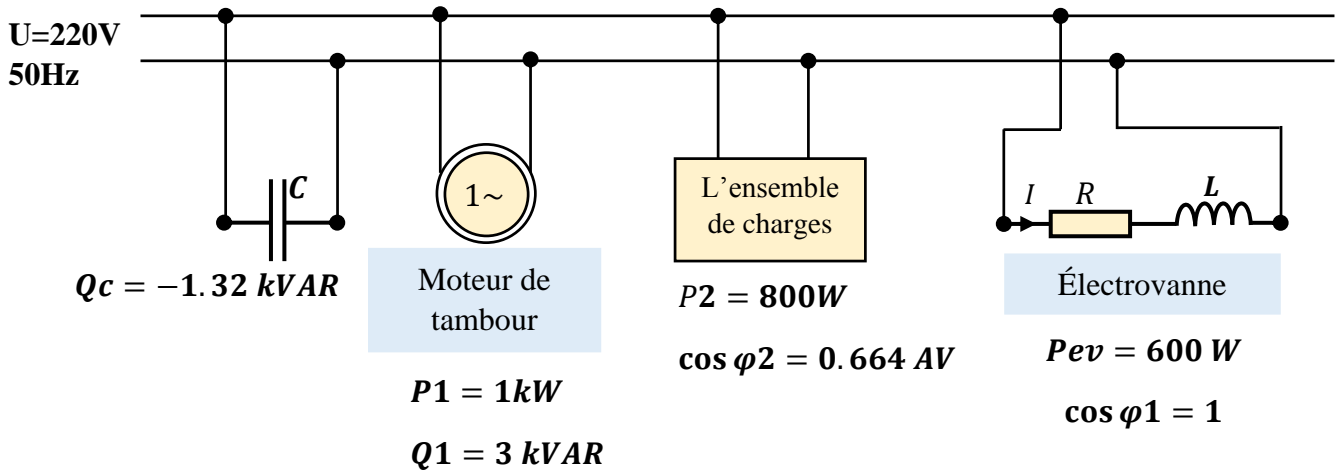 U=220V
50Hz
C
1~
L’ensemble
de charges
I
R
L
Qc = −1.32 kVAR
Moteur de
tambour
P2 = 800W
cos φ2 = 0.664 AV
Électrovanne
Pev = 600 W
cos φ1 = 1
P1 = 1kW
Q1 = 3 kVAR